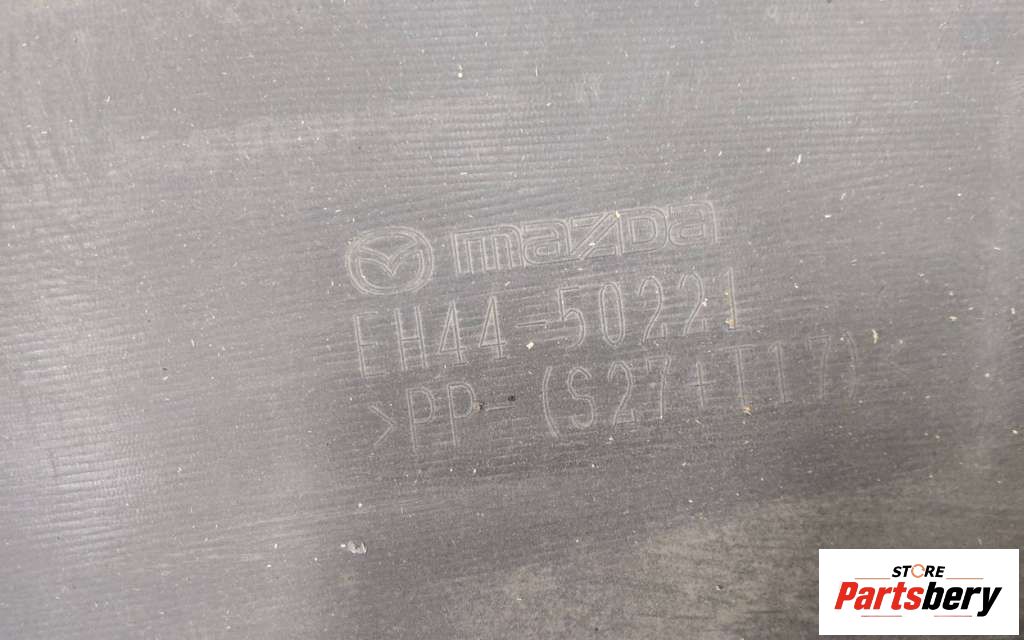 mazda
EH44-50221
>PP-(S27+T17)
STORE
Partsbery